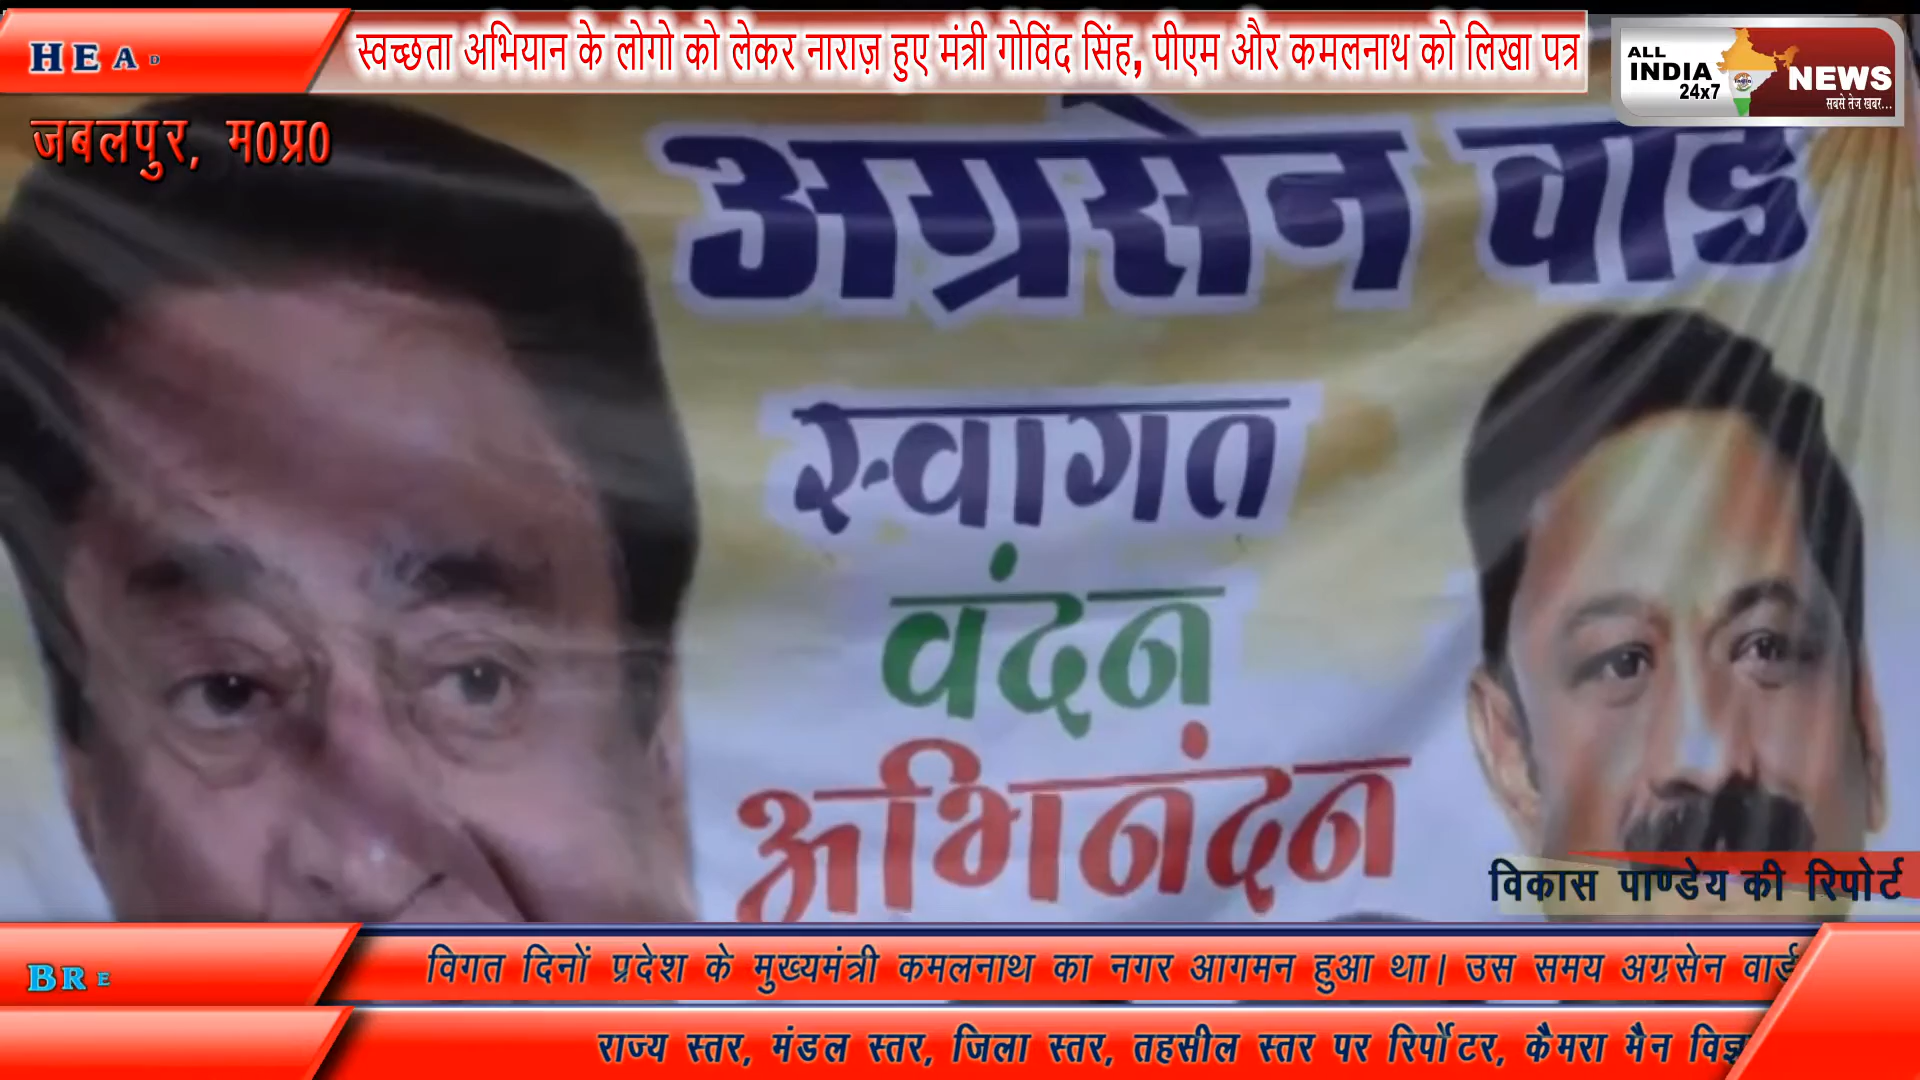 HEAD
स्वच्छता अभियान के लोगो को लेकर नाराज़ हुए मंत्री गोविंद सिंह, पीएम और कमलनाथ को लिखा पत्र
ALL
INDIA
24x7
NEWS
सबसे तेज खबर...
जबलपुर, म0प्र0
अग्रसेन वार्ड
स्वागत
वंदन
अभिनंदन
विकास पाण्डेय की रिपोर्ट
BRE
विगत दिनों प्रदेश के मुख्यमंत्री कमलनाथ का नगर आगमन हुआ था। उस समय अग्रसेन वार्ड
राज्य स्तर, मंडल स्तर, जिला स्तर, तहसील स्तर पर रिर्पोटर, कैमरा मैन